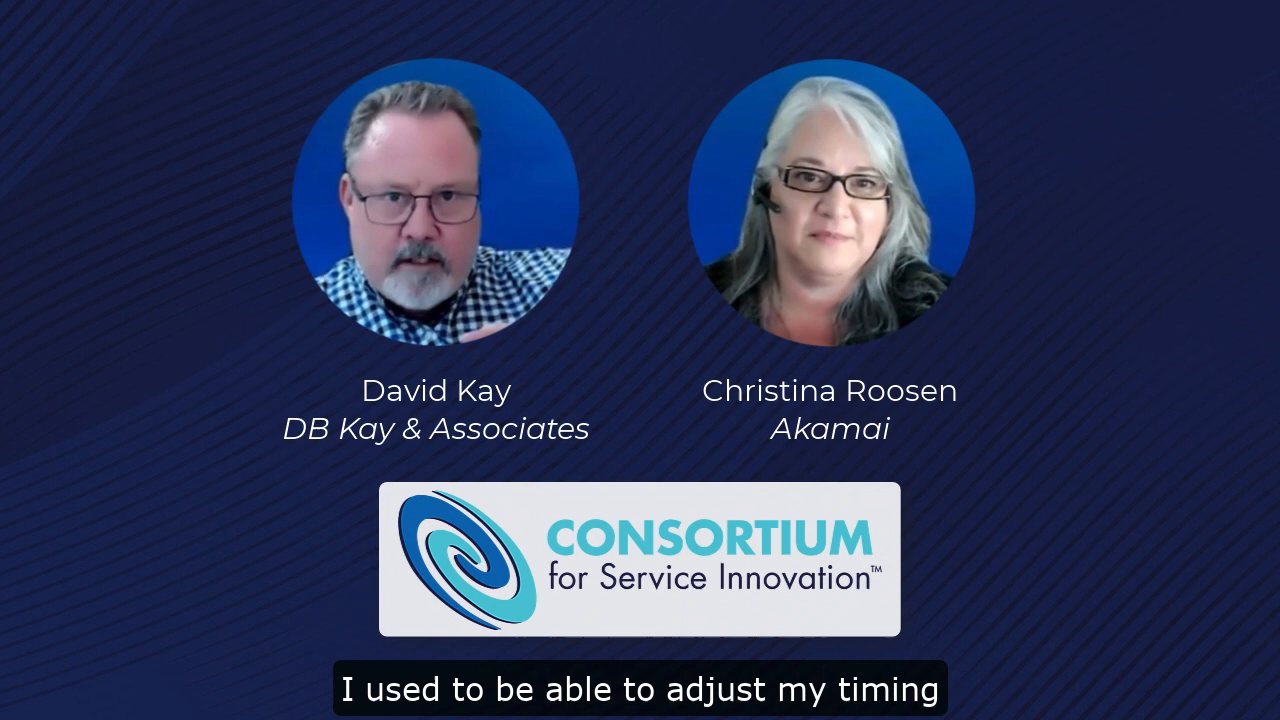 David Kay
DB Kay & Associates
Christina Roosen
Akamai
CONSORTIUM
for Service Innovation™
I used to be able to adjust my timing